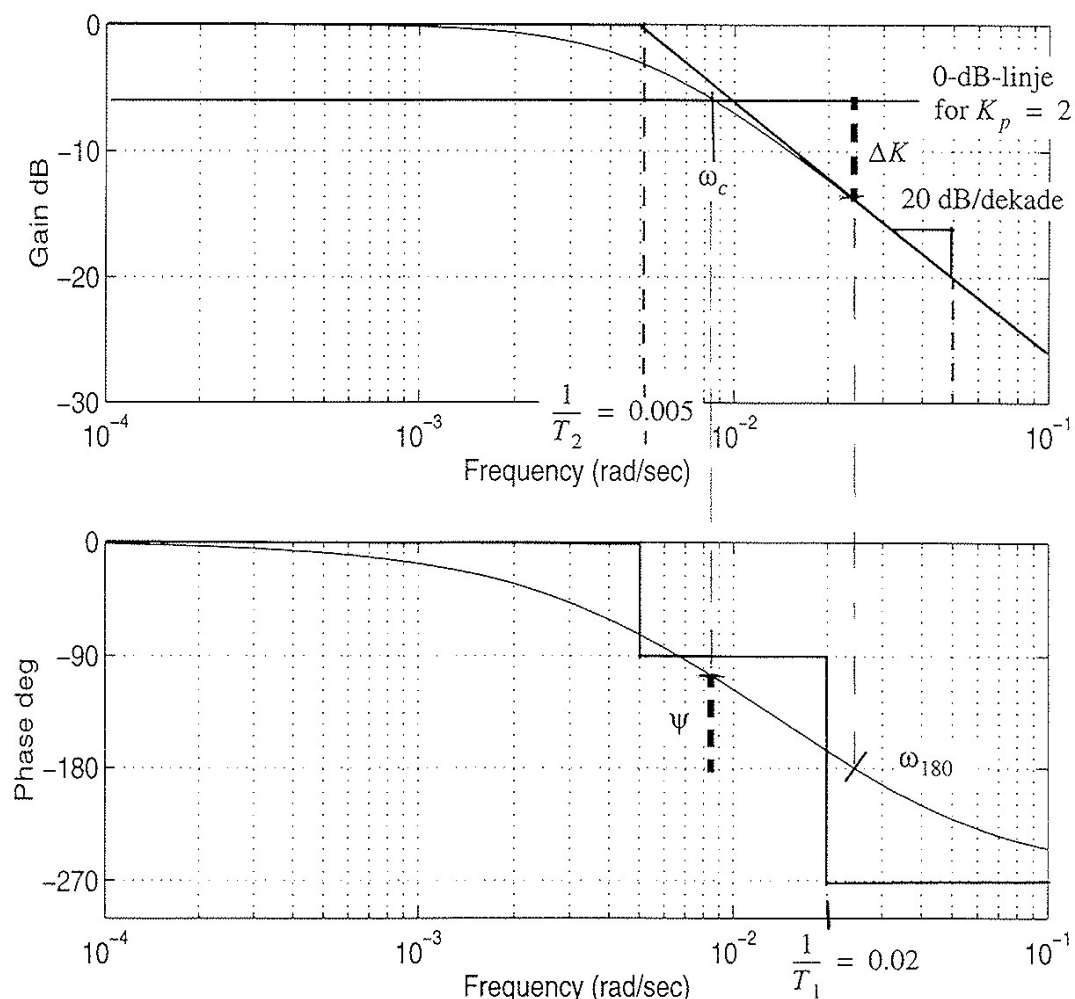 0
-10
-20
-30
Gain dB
0-dB-linje
for K_p = 2
ΔK
ω_c
20 dB/dekade
1/T_2 = 0.005
10^-4
10^-3
10^-2
10^-1
Frequency (rad/sec)
0
-90
-180
-270
Phase deg
ψ
ω_180
10^-4
10^-3
10^-2
10^-1
1/T_1 = 0.02
Frequency (rad/sec)